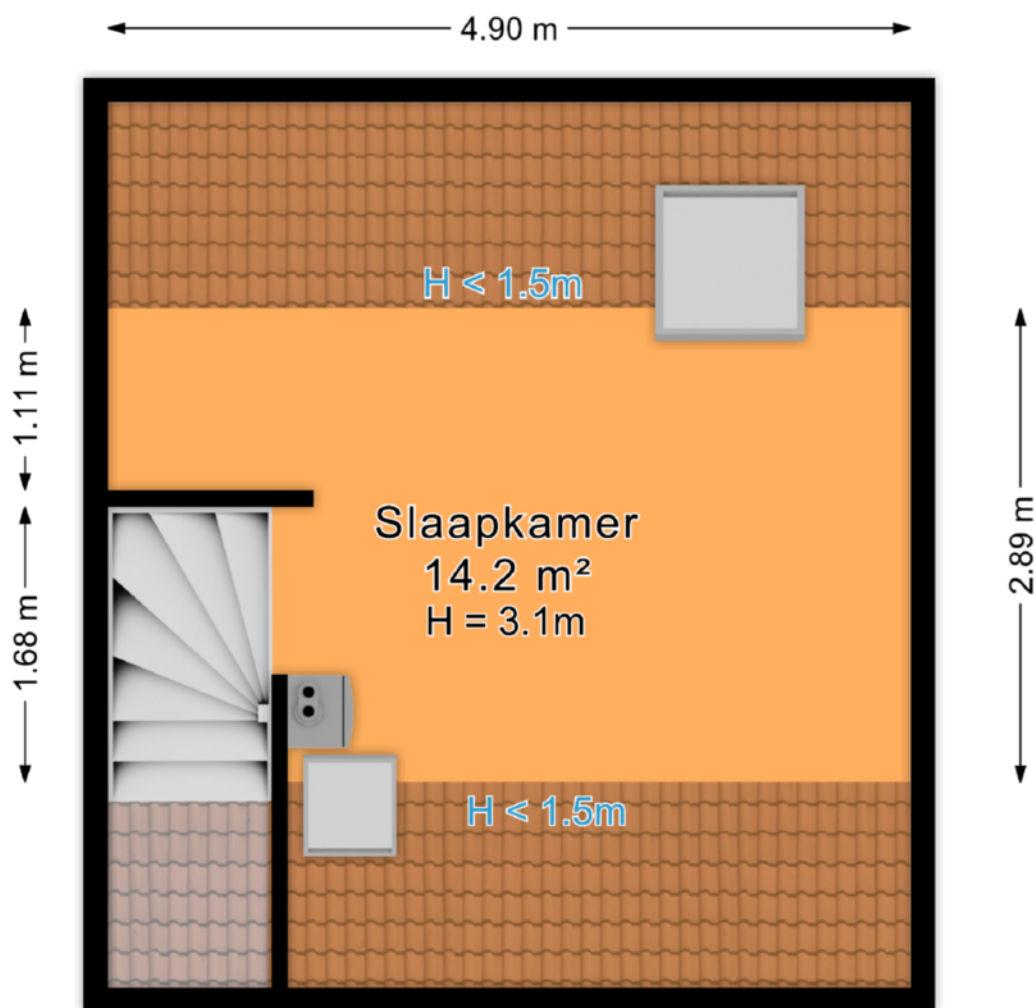 4.90 m
H < 1.5m
1.11 m
Slaapkamer
14.2 m²
H = 3.1m
2.89 m
1.68 m
H < 1.5m